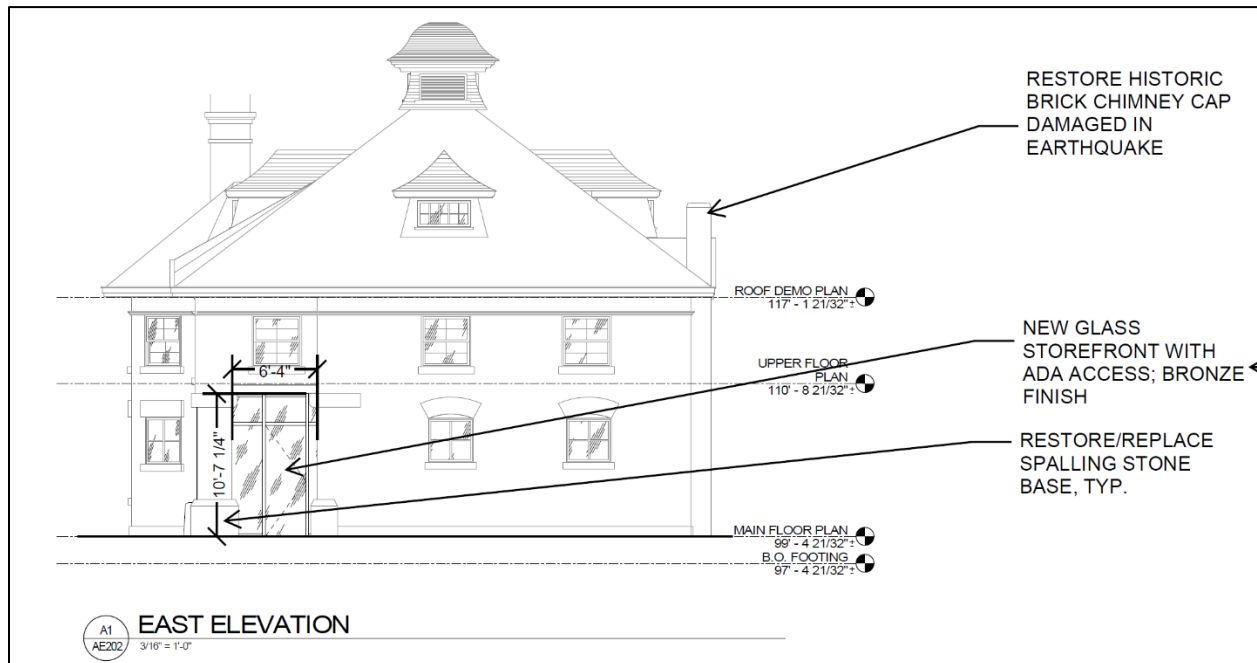 RESTORE HISTORIC
BRICK CHIMNEY CAP
DAMAGED IN
EARTHQUAKE
ROOF DEMO PLAN
117' - 1 21/32"±
NEW GLASS
STOREFRONT WITH
ADA ACCESS; BRONZE
FINISH
6'-4"
UPPER FLOOR
PLAN
110' - 8 21/32"±
10'-7 1/4"
RESTORE/REPLACE
SPALLING STONE
BASE, TYP.
MAIN FLOOR PLAN
99' - 4 21/32"±
B.O. FOOTING
97' - 4 21/32"±
A1
AE202
EAST ELEVATION
3/16" = 1'-0"